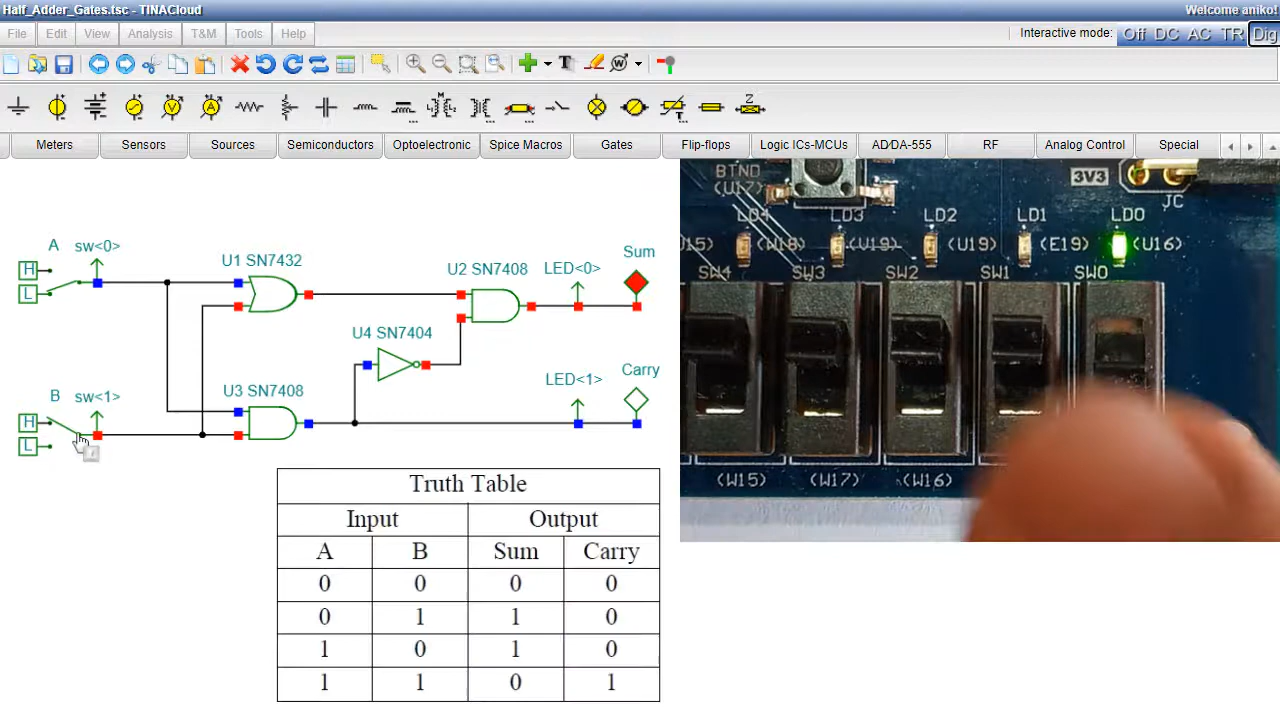 Half_Adder_Gates.tsc - TINACloud
Welcome aniko!
File Edit View Analysis T&M Tools Help
Interactive mode: Off DC AC TR Dig
Meters Sensors Sources Semiconductors Optoelectronic Spice Macros Gates Flip-flops Logic ICs-MCUs AD/DA-555 RF Analog Control Special
A sw<0>
H
L
U1 SN7432
U2 SN7408
LED<0>
Sum
U4 SN7404
B sw<1>
H
L
U3 SN7408
LED<1>
Carry
Truth Table
Input Output
A B Sum Carry
0 0 0 0
0 1 1 0
1 0 1 0
1 1 0 1
BTND
(U17)
3V3
JC
LD4 LD3 LD2 LD1 LD0
U15) (W18) (V19) (U19) (E19) (U16)
SW4 SW3 SW2 SW1 SW0
(W15) (W17) (W16)